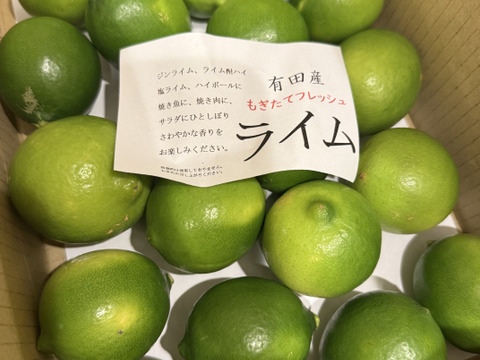 有田産
もぎたてフレッシュ
ライム
ジンライム、ライム酎ハイ
塩ライム、ハイボールに
焼き魚に、焼き肉に、
サラダにひとしぼり
さわやかな香りを
お楽しみください。